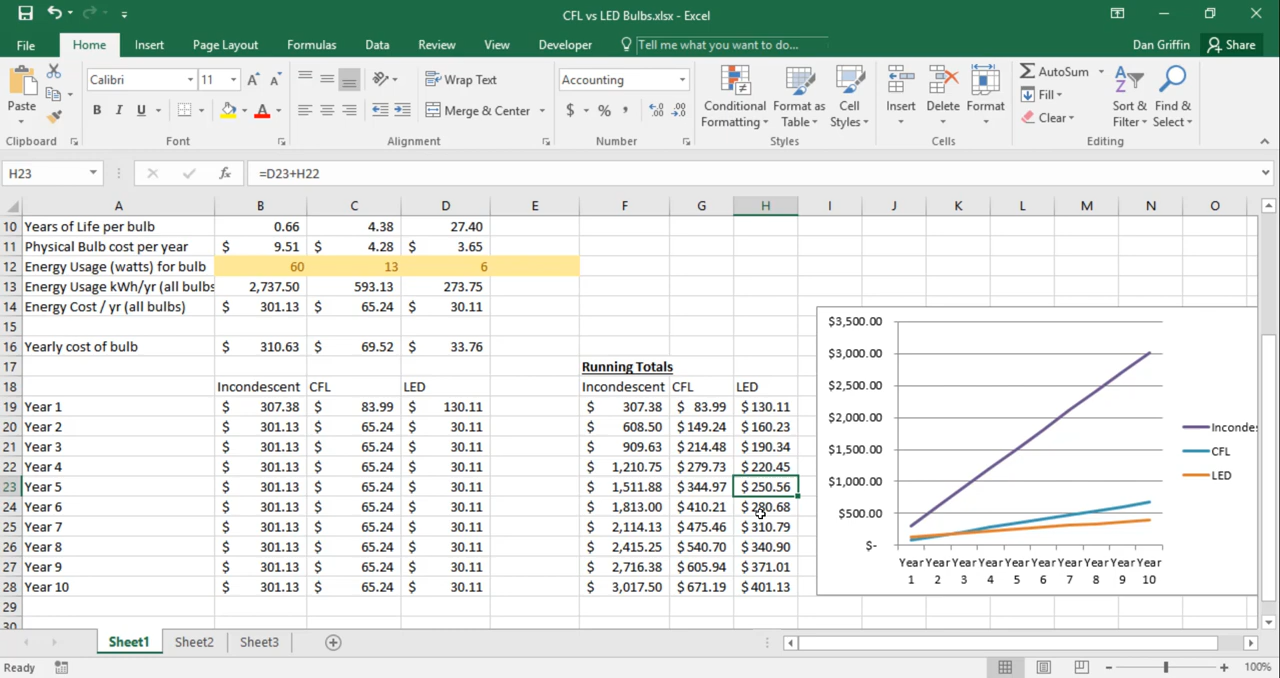 CFL vs LED Bulbs.xlsx - Excel
File Home Insert Page Layout Formulas Data Review View Developer Tell me what you want to do... Dan Griffin Share
Calibri 11 Wrap Text Accounting AutoSum
Paste B I U Merge & Center $ % , Conditional Formatting Format as Table Cell Styles Insert Delete Format Fill Clear Sort & Filter Find & Select
Clipboard Font Alignment Number Styles Cells Editing
H23 fx =D23+H22
A B C D E F G H I J K L M N O
10 Years of Life per bulb 0.66 4.38 27.40
11 Physical Bulb cost per year $ 9.51 $ 4.28 $ 3.65
12 Energy Usage (watts) for bulb 60 13 6
13 Energy Usage kWh/yr (all bulbs 2,737.50 593.13 273.75
14 Energy Cost / yr (all bulbs) $ 301.13 $ 65.24 $ 30.11
15
16 Yearly cost of bulb $ 310.63 $ 69.52 $ 33.76
17 Running Totals
18 Incondescent CFL LED Incondescent CFL LED
19 Year 1 $ 307.38 $ 83.99 $ 130.11 $ 307.38 $ 83.99 $ 130.11
20 Year 2 $ 301.13 $ 65.24 $ 30.11 $ 608.50 $ 149.24 $ 160.23
21 Year 3 $ 301.13 $ 65.24 $ 30.11 $ 909.63 $ 214.48 $ 190.34
22 Year 4 $ 301.13 $ 65.24 $ 30.11 $ 1,210.75 $ 279.73 $ 220.45
23 Year 5 $ 301.13 $ 65.24 $ 30.11 $ 1,511.88 $ 344.97 $ 250.56
24 Year 6 $ 301.13 $ 65.24 $ 30.11 $ 1,813.00 $ 410.21 $ 280.68
25 Year 7 $ 301.13 $ 65.24 $ 30.11 $ 2,114.13 $ 475.46 $ 310.79
26 Year 8 $ 301.13 $ 65.24 $ 30.11 $ 2,415.25 $ 540.70 $ 340.90
27 Year 9 $ 301.13 $ 65.24 $ 30.11 $ 2,716.38 $ 605.94 $ 371.01
28 Year 10 $ 301.13 $ 65.24 $ 30.11 $ 3,017.50 $ 671.19 $ 401.13
29
30
$3,500.00
$3,000.00
$2,500.00
$2,000.00
$1,500.00
$1,000.00
$500.00
$-
Incondes
CFL
LED
Year Year Year Year Year Year Year Year Year Year
1 2 3 4 5 6 7 8 9 10
Sheet1 Sheet2 Sheet3
Ready 100%